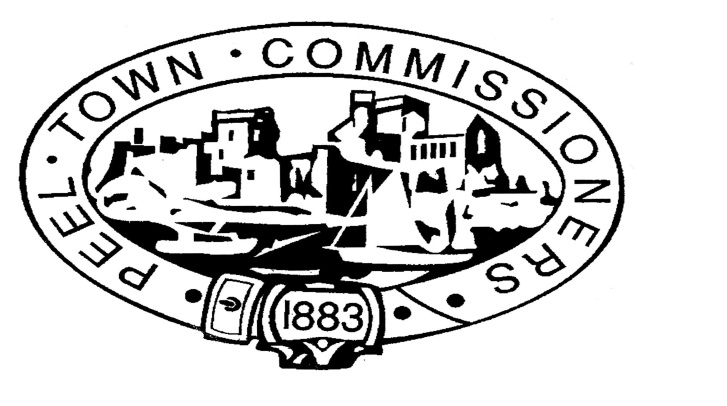 PEEL · TOWN · COMMISSIONERS
1883